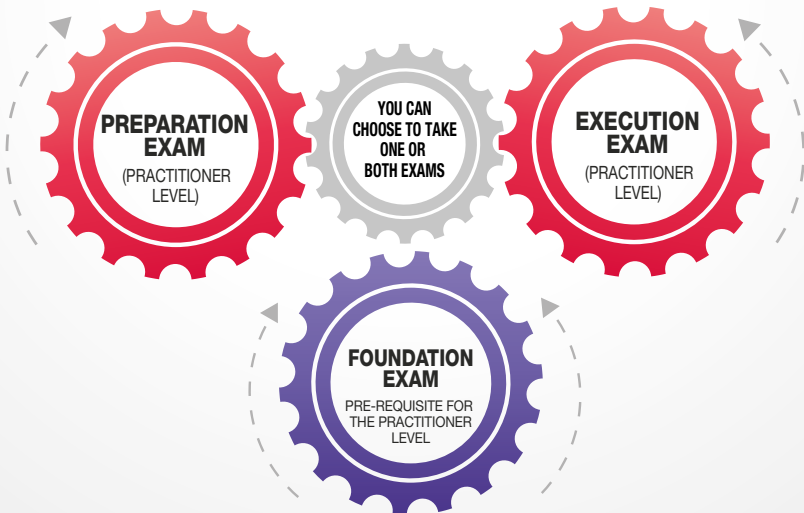 PREPARATION
EXAM
(PRACTITIONER
LEVEL)
YOU CAN
CHOOSE TO TAKE
ONE OR
BOTH EXAMS
EXECUTION
EXAM
(PRACTITIONER
LEVEL)
FOUNDATION
EXAM
PRE-REQUISITE FOR
THE PRACTITIONER
LEVEL